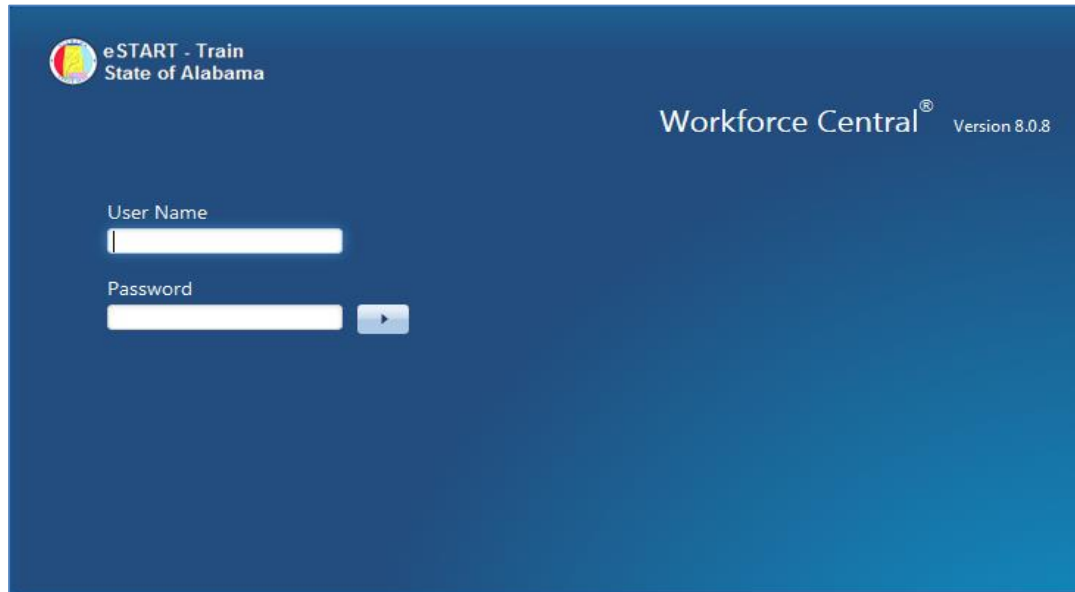 eSTART - Train
State of Alabama
Workforce Central® Version 8.0.8
User Name
Password